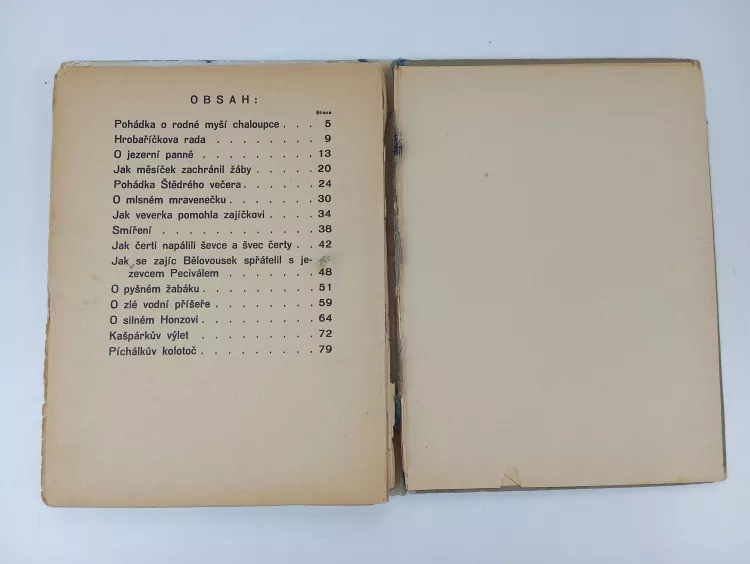 OBSAH:
Strana
Pohádka o rodné myší chaloupce . . . 5
Hrobaříčkova rada . . . . . . . . 9
O jezerní panně . . . . . . . . . 13
Jak měsíček zachránil žáby . . . . . 20
Pohádka Štědrého večera . . . . . . 24
O mlsném mravenečku . . . . . . . 30
Jak veverka pomohla zajíčkovi . . . . 34
Smíření . . . . . . . . . . . . 38
Jak čerti napálili ševce a švec čerty . . 42
Jak se zajíc Bělovousek spřátelil s je-
zevcem Peciválem . . . . . . . 48
O pyšném žabáku . . . . . . . . . 51
O zlé vodní příšeře . . . . . . . . 59
O silném Honzovi . . . . . . . . . 64
Kašpárkův výlet . . . . . . . . . 72
Píchálkův kolotoč . . . . . . . . . 79